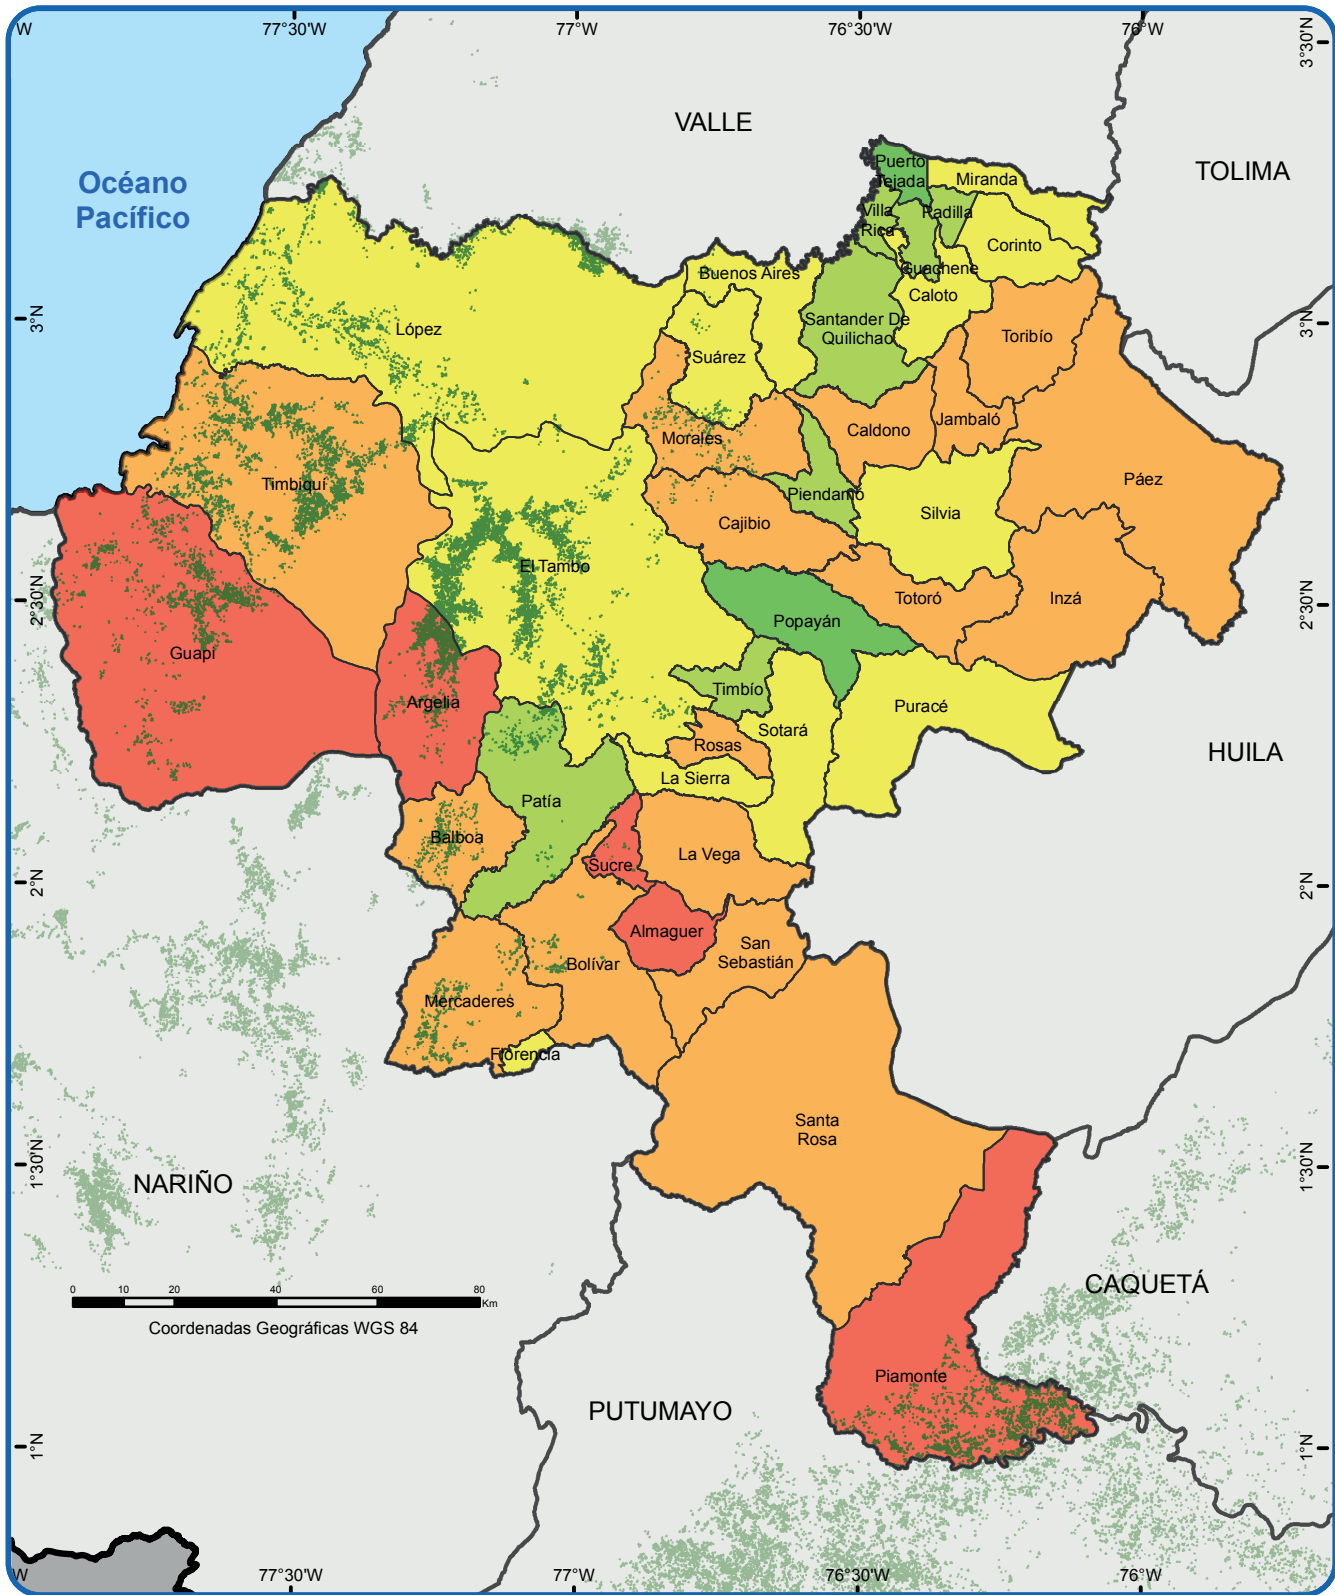 W
77°30'W
77°W
76°30'W
76°W
3°30'N
VALLE
TOLIMA
Océano
Pacífico
Puerto
Tejada
Miranda
Villa
Rica
Padilla
Corinto
Guachene
Buenos Aires
Caloto
3°N
López
Santander De
Quilichao
Toribío
3°N
Suárez
Jambaló
Morales
Caldono
Páez
Timbiquí
Piendamó
Silvia
Cajibio
El Tambo
2°30'N
Totoró
Inzá
2°30'N
Popayán
Guapi
Timbío
Argelia
Puracé
Sotará
Rosas
HUILA
La Sierra
Patía
Balboa
La Vega
Sucre
2°N
2°N
Almaguer
San
Sebastián
Bolívar
Mercaderes
Florencia
Santa
Rosa
1°30'N
1°30'N
NARIÑO
CAQUETÁ
0 10 20 40 60 80
Km
Coordenadas Geográficas WGS 84
Piamonte
PUTUMAYO
1°N
1°N
W
77°30'W
77°W
76°30'W
76°W